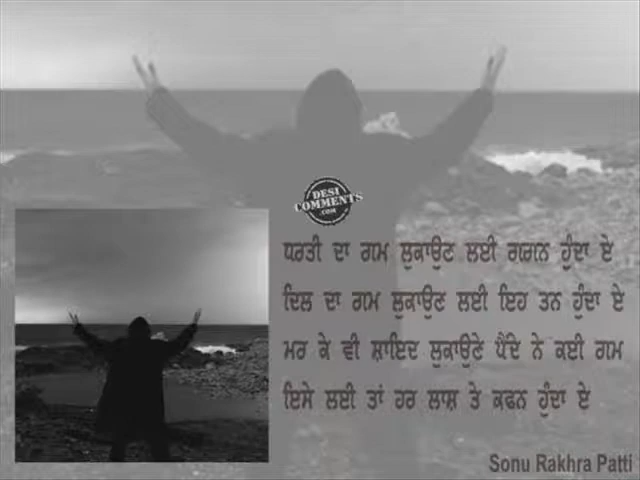 DESI
COMMENTS
.COM
ਧਰਤੀ ਦਾ ਗਮ ਲੁਕਾਉਣ ਲਈ ਗਗਨ ਹੁੰਦਾ ਏ
ਦਿਲ ਦਾ ਗਮ ਲੁਕਾਉਣ ਲਈ ਇਹ ਤਨ ਹੁੰਦਾ ਏ
ਮਰ ਕੇ ਵੀ ਸ਼ਾਇਦ ਲੁਕਾਉਣੇ ਪੈਂਦੇ ਨੇ ਕਈ ਗਮ
ਇਸੇ ਲਈ ਤਾਂ ਹਰ ਲਾਸ਼ ਤੇ ਕਫਨ ਹੁੰਦਾ ਏ
Sonu Rakhra Patti